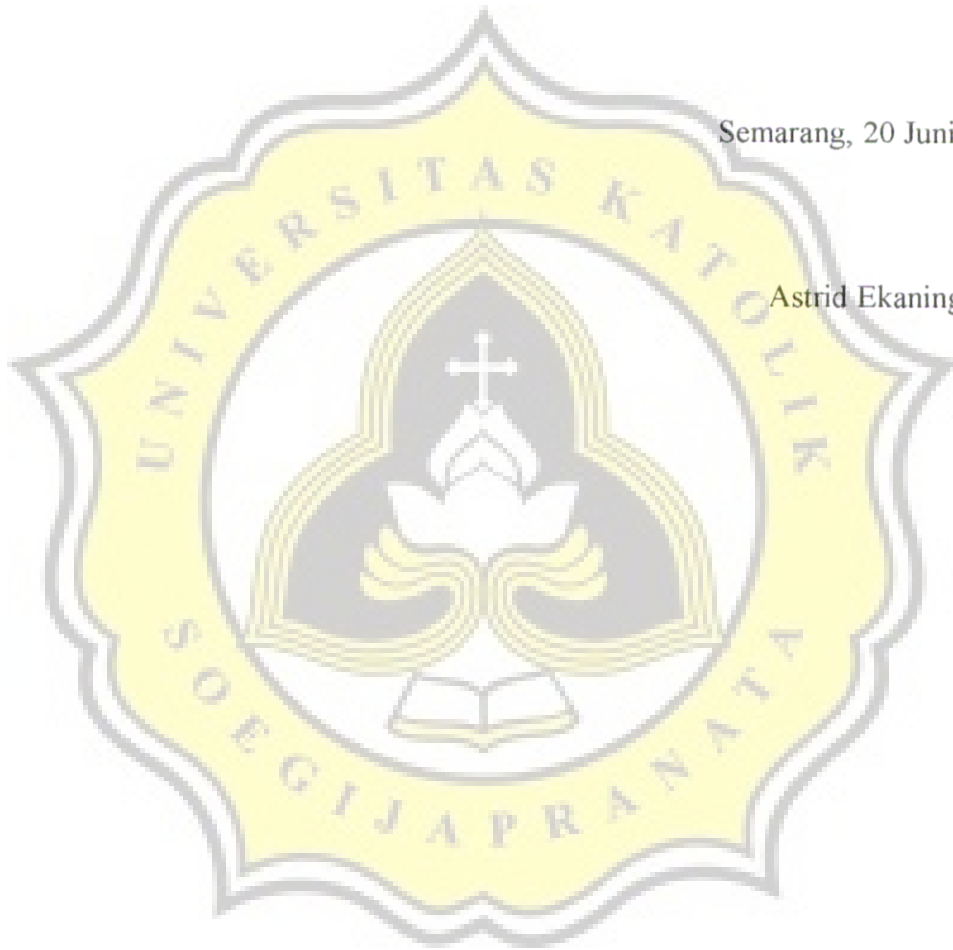 Semarang, 20 Juni
Astrid Ekaning
UNIVERSITAS KATOLIK
SOEGIJAPRANATA